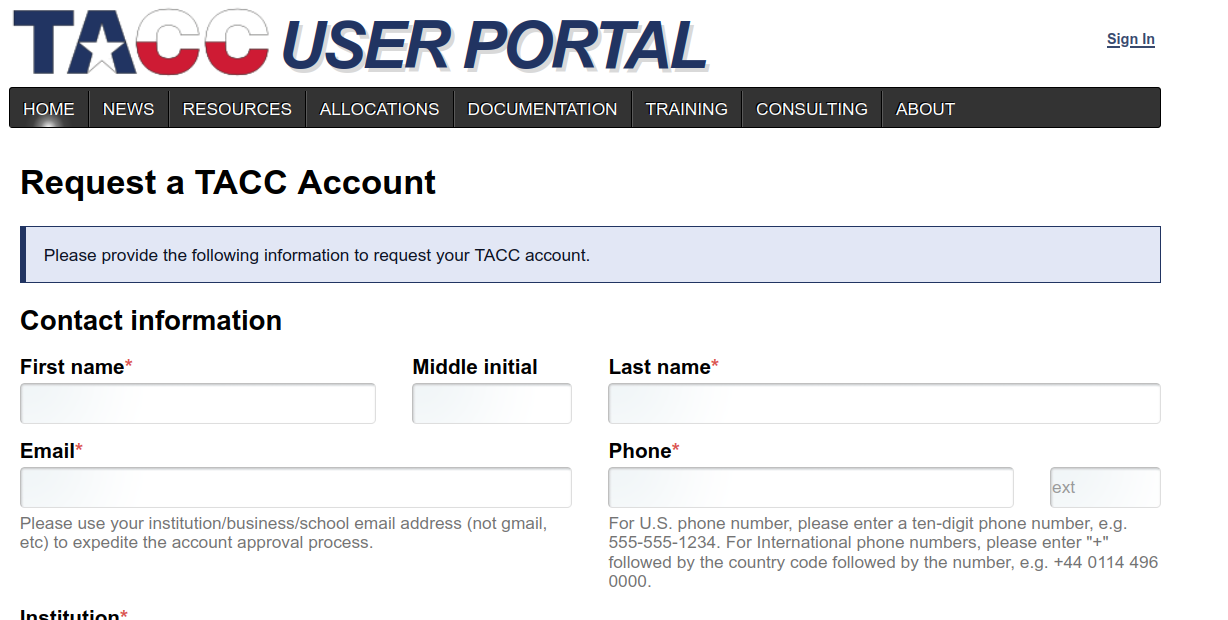 TACC USER PORTAL
Sign In
HOME NEWS RESOURCES ALLOCATIONS DOCUMENTATION TRAINING CONSULTING ABOUT
Request a TACC Account
Please provide the following information to request your TACC account.
Contact information
First name* Middle initial Last name*
Email* Phone*
ext
Please use your institution/business/school email address (not gmail,
etc) to expedite the account approval process.
For U.S. phone number, please enter a ten-digit phone number, e.g.
555-555-1234. For International phone numbers, please enter "+"
followed by the country code followed by the number, e.g. +44 0114 496
0000.
Institution*